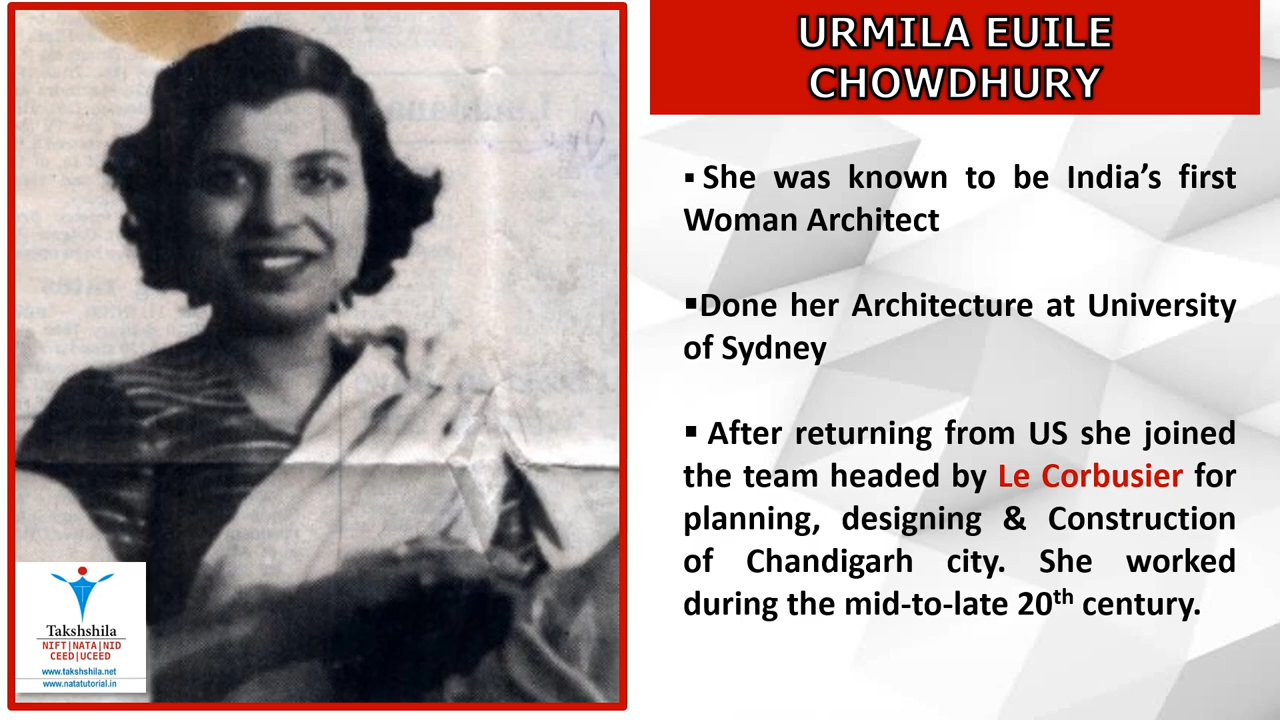 URMILA EUILE
CHOWDHURY
▪ She was known to be India’s first
Woman Architect
▪Done her Architecture at University
of Sydney
▪ After returning from US she joined
the team headed by Le Corbusier for
planning, designing & Construction
of Chandigarh city. She worked
during the mid-to-late 20th century.
Takshshila
NIFT|NATA|NID
CEED|UCEED
www.takshshila.net
www.natatutorial.in